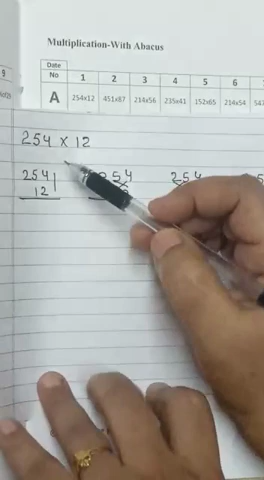 Multiplication-With Abacus
Date
No 1 2 3 4 5 6
A 254x12 451x87 214x56 235x41 152x65 214x54
254 x 12
254 254 254
12